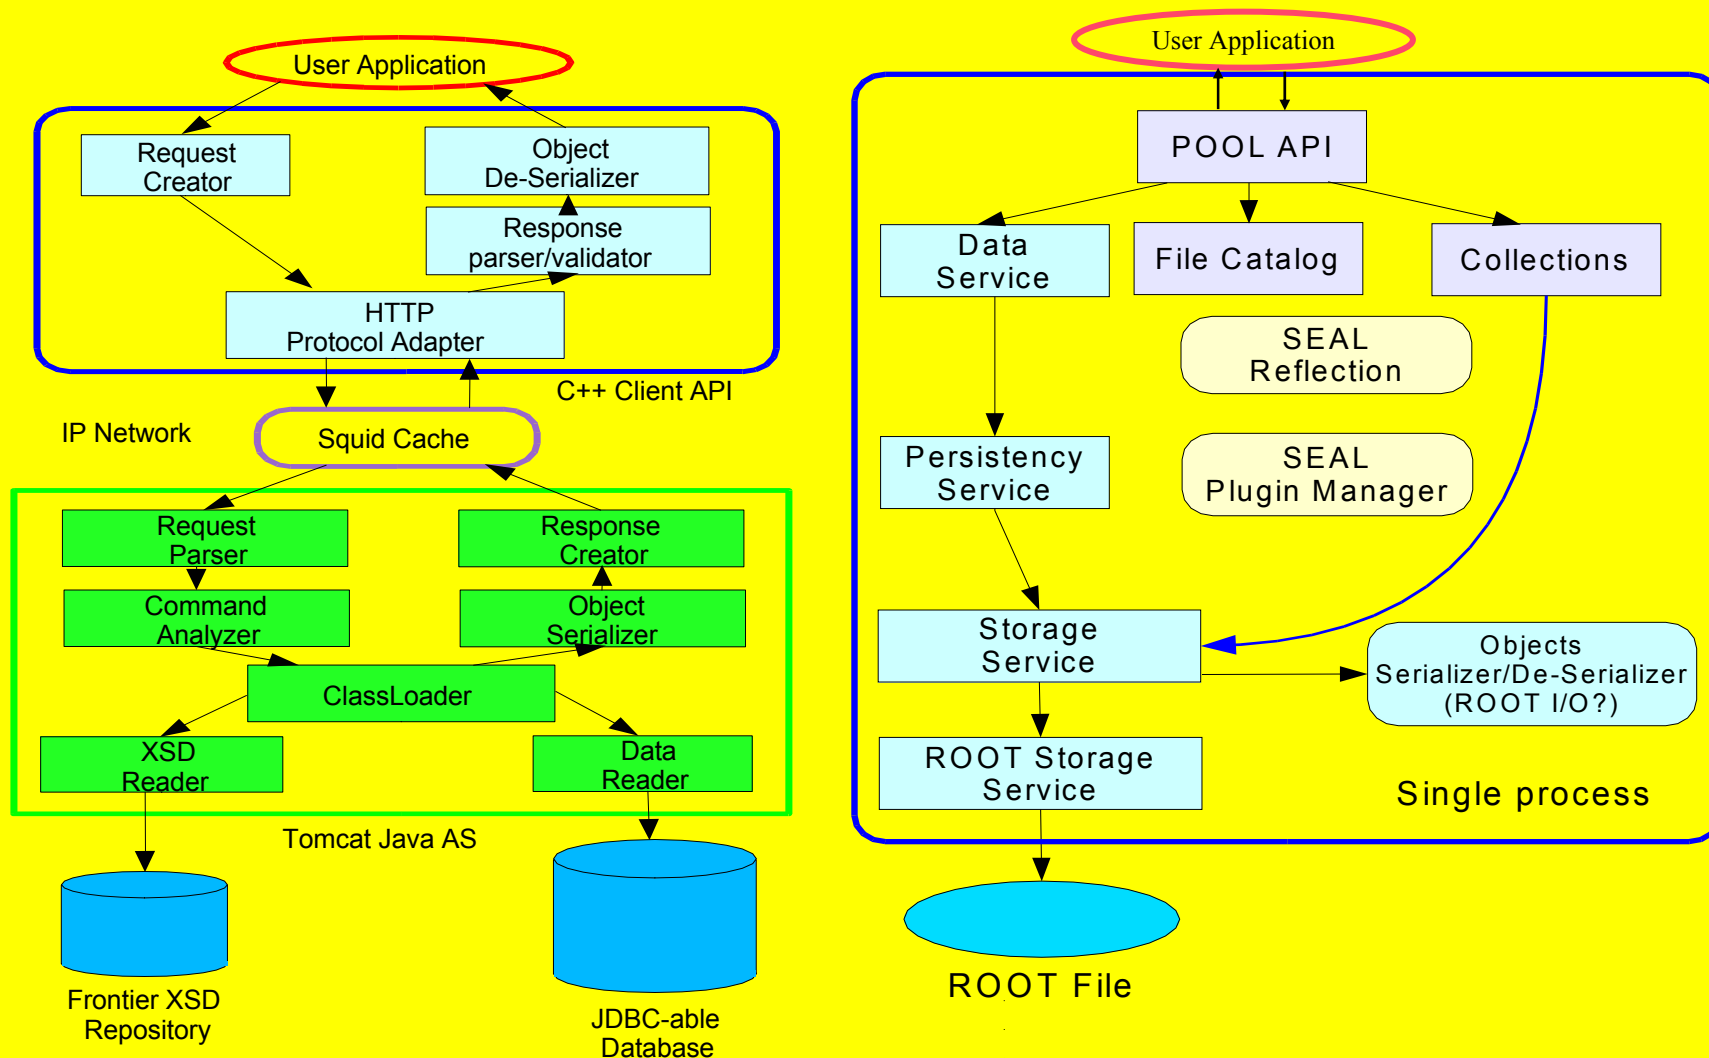 User Application
Request
Creator
Object
De-Serializer
Response
parser/validator
HTTP
Protocol Adapter
C++ Client API
IP Network
Squid Cache
Request
Parser
Response
Creator
Command
Analyzer
Object
Serializer
ClassLoader
XSD
Reader
Data
Reader
Tomcat Java AS
Frontier XSD
Repository
JDBC-able
Database
User Application
POOL API
Data
Service
File Catalog
Collections
SEAL
Reflection
Persistency
Service
SEAL
Plugin Manager
Storage
Service
Objects
Serializer/De-Serializer
(ROOT I/O?)
ROOT Storage
Service
Single process
ROOT File